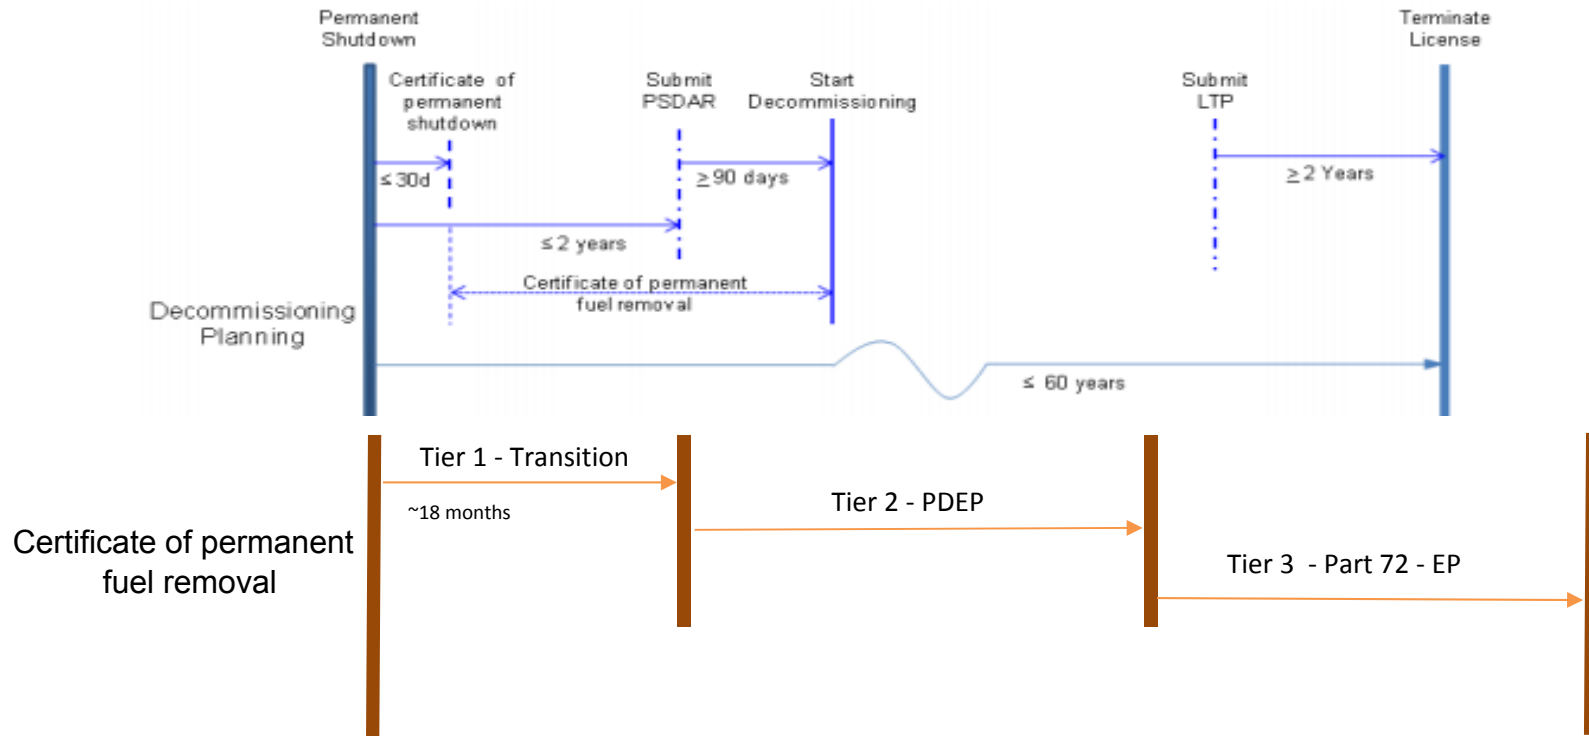 Permanent
Shutdown
Terminate
License
Certificate of
permanent
shutdown
Submit
PSDAR
Start
Decommissioning
Submit
LTP
≤ 30d
≥ 90 days
≥ 2 Years
≤ 2 years
Certificate of permanent
fuel removal
Decommissioning
Planning
≤ 60 years
Tier 1 - Transition
~18 months
Tier 2 - PDEP
Certificate of permanent
fuel removal
Tier 3 - Part 72 - EP